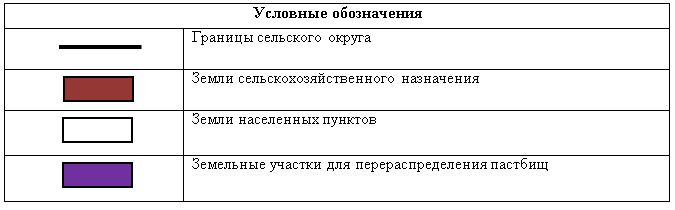 Условные обозначения
Границы сельского округа
Земли сельскохозяйственного назначения
Земли населенных пунктов
Земельные участки для перераспределения пастбищ